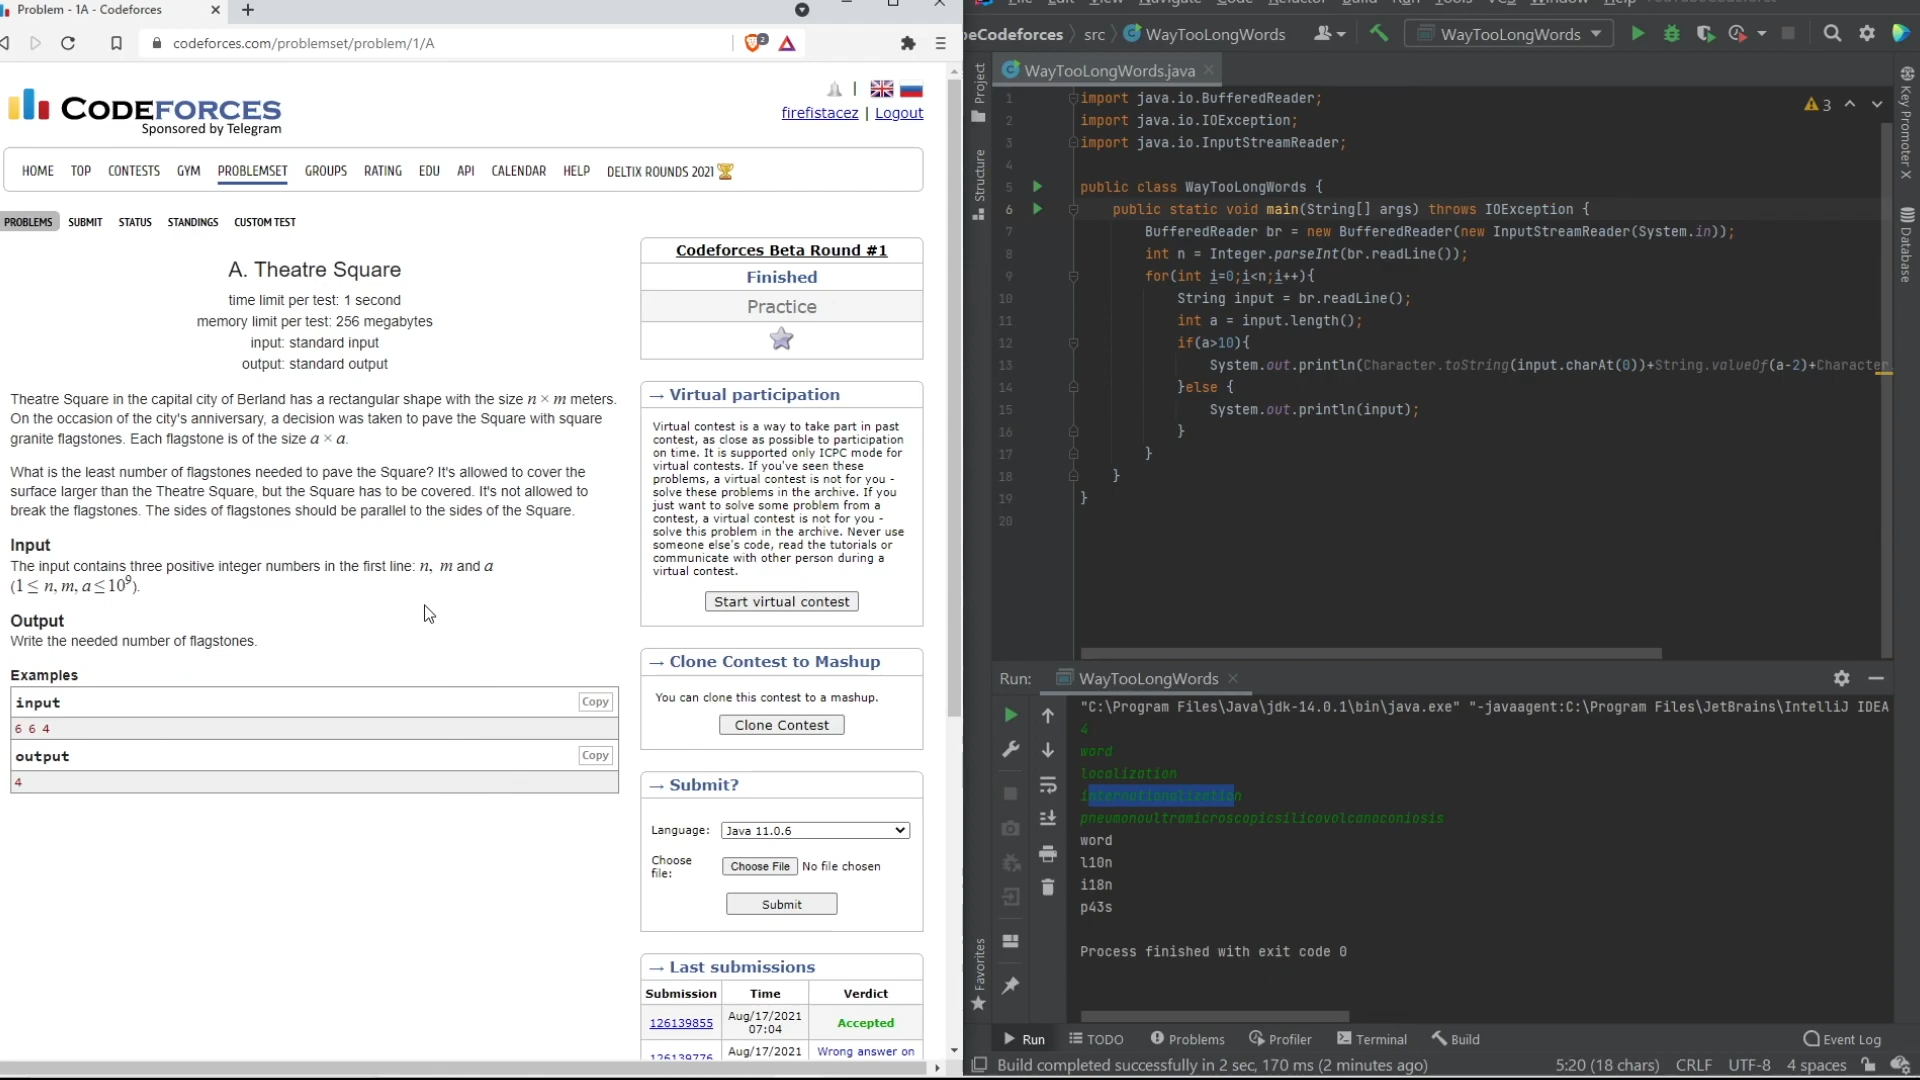 Problem - 1A - Codeforces
codeforces.com/problemset/problem/1/A
2
CODEFORCES
Sponsored by Telegram
firefistacez | Logout
HOME TOP CONTESTS GYM PROBLEMSET GROUPS RATING EDU API CALENDAR HELP DELTIX ROUNDS 2021
PROBLEMS SUBMIT STATUS STANDINGS CUSTOM TEST
A. Theatre Square
time limit per test: 1 second
memory limit per test: 256 megabytes
input: standard input
output: standard output
Theatre Square in the capital city of Berland has a rectangular shape with the size n × m meters.
On the occasion of the city's anniversary, a decision was taken to pave the Square with square
granite flagstones. Each flagstone is of the size a × a.
What is the least number of flagstones needed to pave the Square? It's allowed to cover the
surface larger than the Theatre Square, but the Square has to be covered. It's not allowed to
break the flagstones. The sides of flagstones should be parallel to the sides of the Square.
Input
The input contains three positive integer numbers in the first line: n, m and a
(1 ≤ n, m, a ≤ 10⁹).
Output
Write the needed number of flagstones.
Examples
input Copy
6 6 4
output Copy
4
Codeforces Beta Round #1
Finished
Practice
→ Virtual participation
Virtual contest is a way to take part in past
contest, as close as possible to participation
on time. It is supported only ICPC mode for
virtual contests. If you've seen these
problems, a virtual contest is not for you -
solve these problems in the archive. If you
just want to solve some problem from a
contest, a virtual contest is not for you -
solve this problem in the archive. Never use
someone else's code, read the tutorials or
communicate with other person during a
virtual contest.
Start virtual contest
→ Clone Contest to Mashup
You can clone this contest to a mashup.
Clone Contest
→ Submit?
Language: Java 11.0.6
Choose
file: Choose File No file chosen
Submit
→ Last submissions
Submission Time Verdict
126139855 Aug/17/2021
07:04 Accepted
126139776 Aug/17/2021 Wrong answer on
File Edit View Navigate Code Refactor Build Run Tools VCS Window Help
eCodeforces src WayTooLongWords WayTooLongWords
WayTooLongWords.java
Project
Structure
Favorites
Key Promoter X
Database
3
1 import java.io.BufferedReader;
2 import java.io.IOException;
3 import java.io.InputStreamReader;
4
5 public class WayTooLongWords {
6 public static void main(String[] args) throws IOException {
7 BufferedReader br = new BufferedReader(new InputStreamReader(System.in));
8 int n = Integer.parseInt(br.readLine());
9 for(int i=0;i<n;i++){
10 String input = br.readLine();
11 int a = input.length();
12 if(a>10){
13 System.out.println(Character.toString(input.charAt(0))+String.valueOf(a-2)+Character.
14 }else {
15 System.out.println(input);
16 }
17 }
18 }
19 }
20
Run: WayTooLongWords
"C:\Program Files\Java\jdk-14.0.1\bin\java.exe" "-javaagent:C:\Program Files\JetBrains\IntelliJ IDEA
4
word
localization
internationalization
pneumonoultramicroscopicsilicovolcanoconiosis
word
l10n
i18n
p43s
Process finished with exit code 0
Run TODO Problems Profiler Terminal Build Event Log
Build completed successfully in 2 sec, 170 ms (2 minutes ago) 5:20 (18 chars) CRLF UTF-8 4 spaces